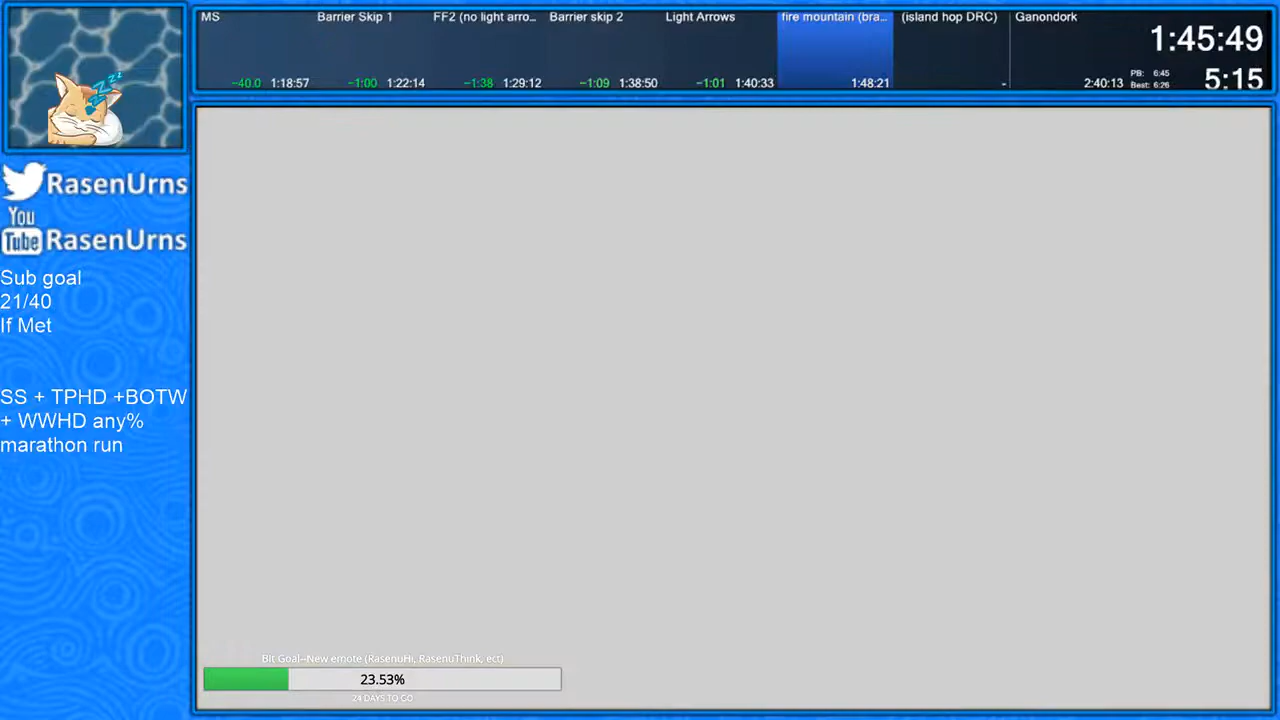 MS
-40.0 1:18:57
Barrier Skip 1
-1:00 1:22:14
FF2 (no light arro...
-1:38 1:29:12
Barrier skip 2
-1:09 1:38:50
Light Arrows
-1:01 1:40:33
fire mountain (bra...
1:48:21
(island hop DRC)
-
Ganondork
2:40:13
1:45:49
PB: 6:45
Best: 6:26
5:15
zzz
RasenUrns
You
Tube RasenUrns
Sub goal
21/40
If Met
SS + TPHD +BOTW
+ WWHD any%
marathon run
Bit Goal--New emote (RasenuHi, RasenuThink, ect)
23.53%
24 DAYS TO GO